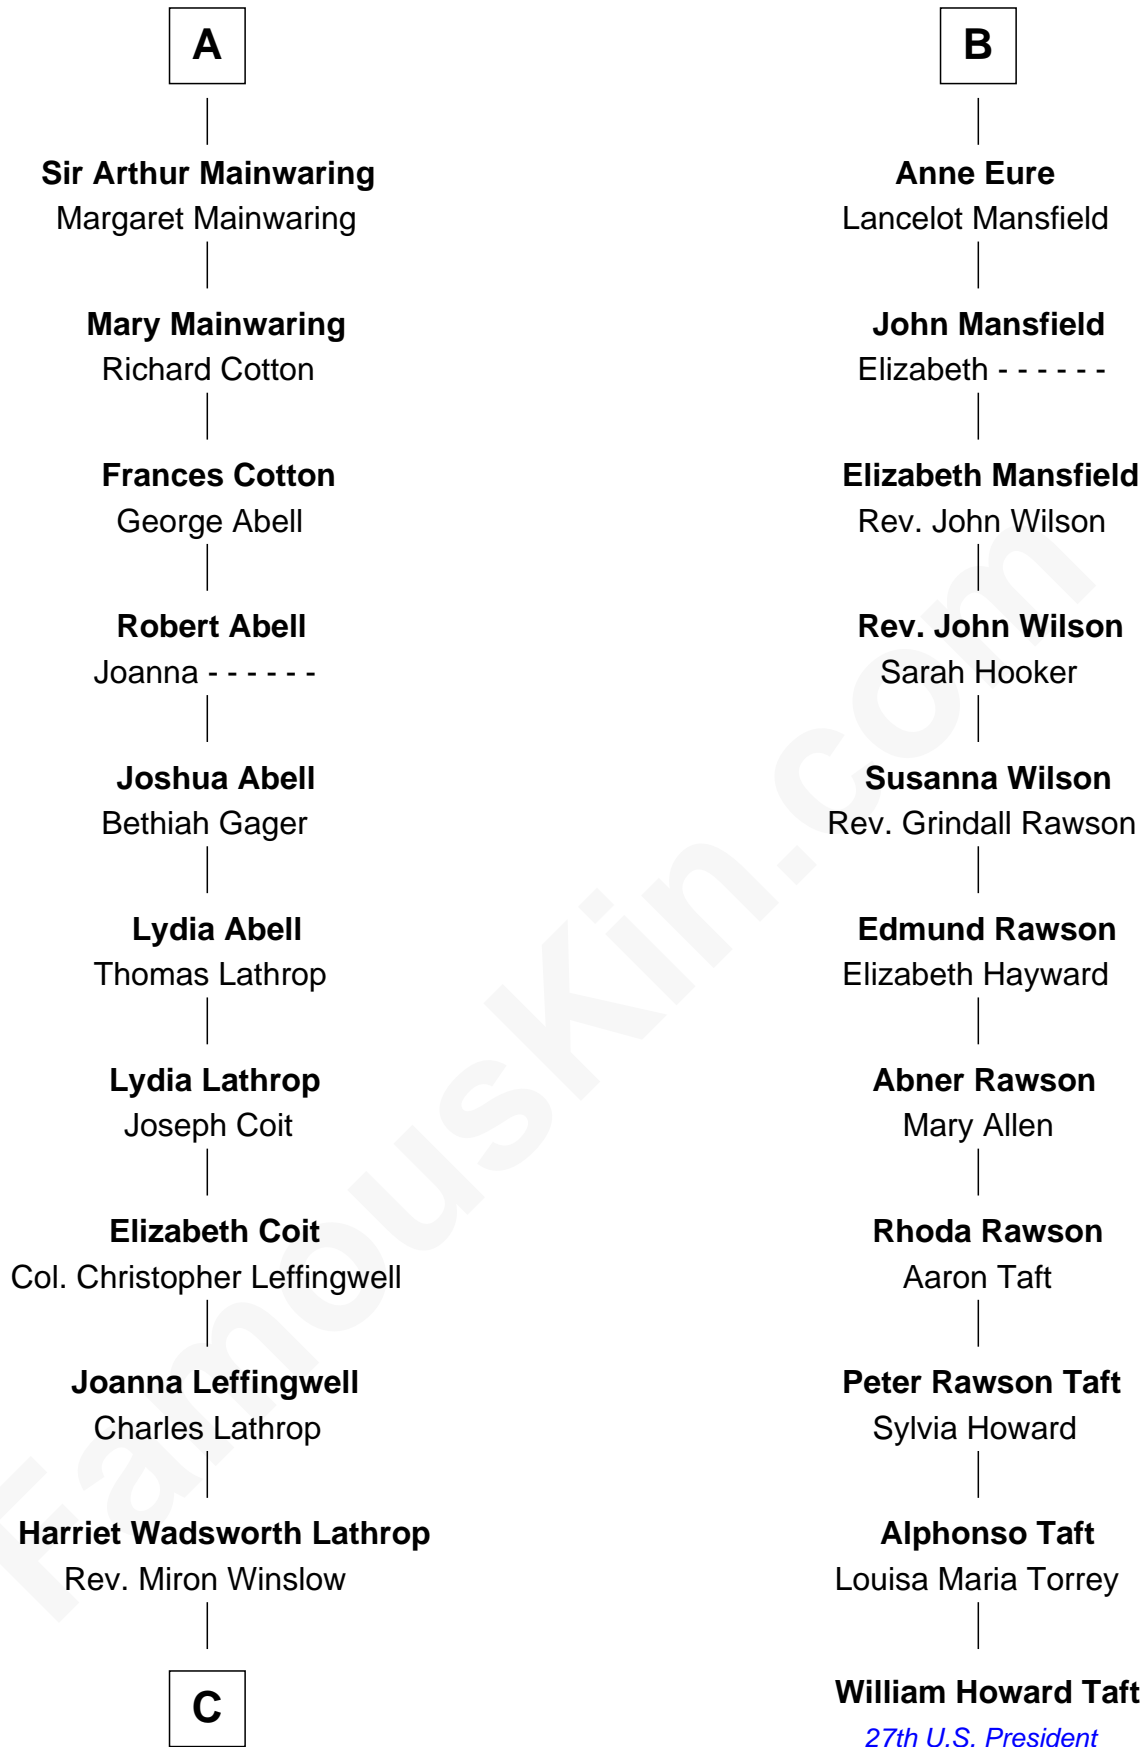 A
Sir Arthur Mainwaring
Margaret Mainwaring
Mary Mainwaring
Richard Cotton
Frances Cotton
George Abell
Robert Abell
Joanna - - - - - -
Joshua Abell
Bethiah Gager
Lydia Abell
Thomas Lathrop
Lydia Lathrop
Joseph Coit
Elizabeth Coit
Col. Christopher Leffingwell
Joanna Leffingwell
Charles Lathrop
Harriet Wadsworth Lathrop
Rev. Miron Winslow
C
B
Anne Eure
Lancelot Mansfield
John Mansfield
Elizabeth - - - - - -
Elizabeth Mansfield
Rev. John Wilson
Rev. John Wilson
Sarah Hooker
Susanna Wilson
Rev. Grindall Rawson
Edmund Rawson
Elizabeth Hayward
Abner Rawson
Mary Allen
Rhoda Rawson
Aaron Taft
Peter Rawson Taft
Sylvia Howard
Alphonso Taft
Louisa Maria Torrey
William Howard Taft
27th U.S. President
FamousKin.com